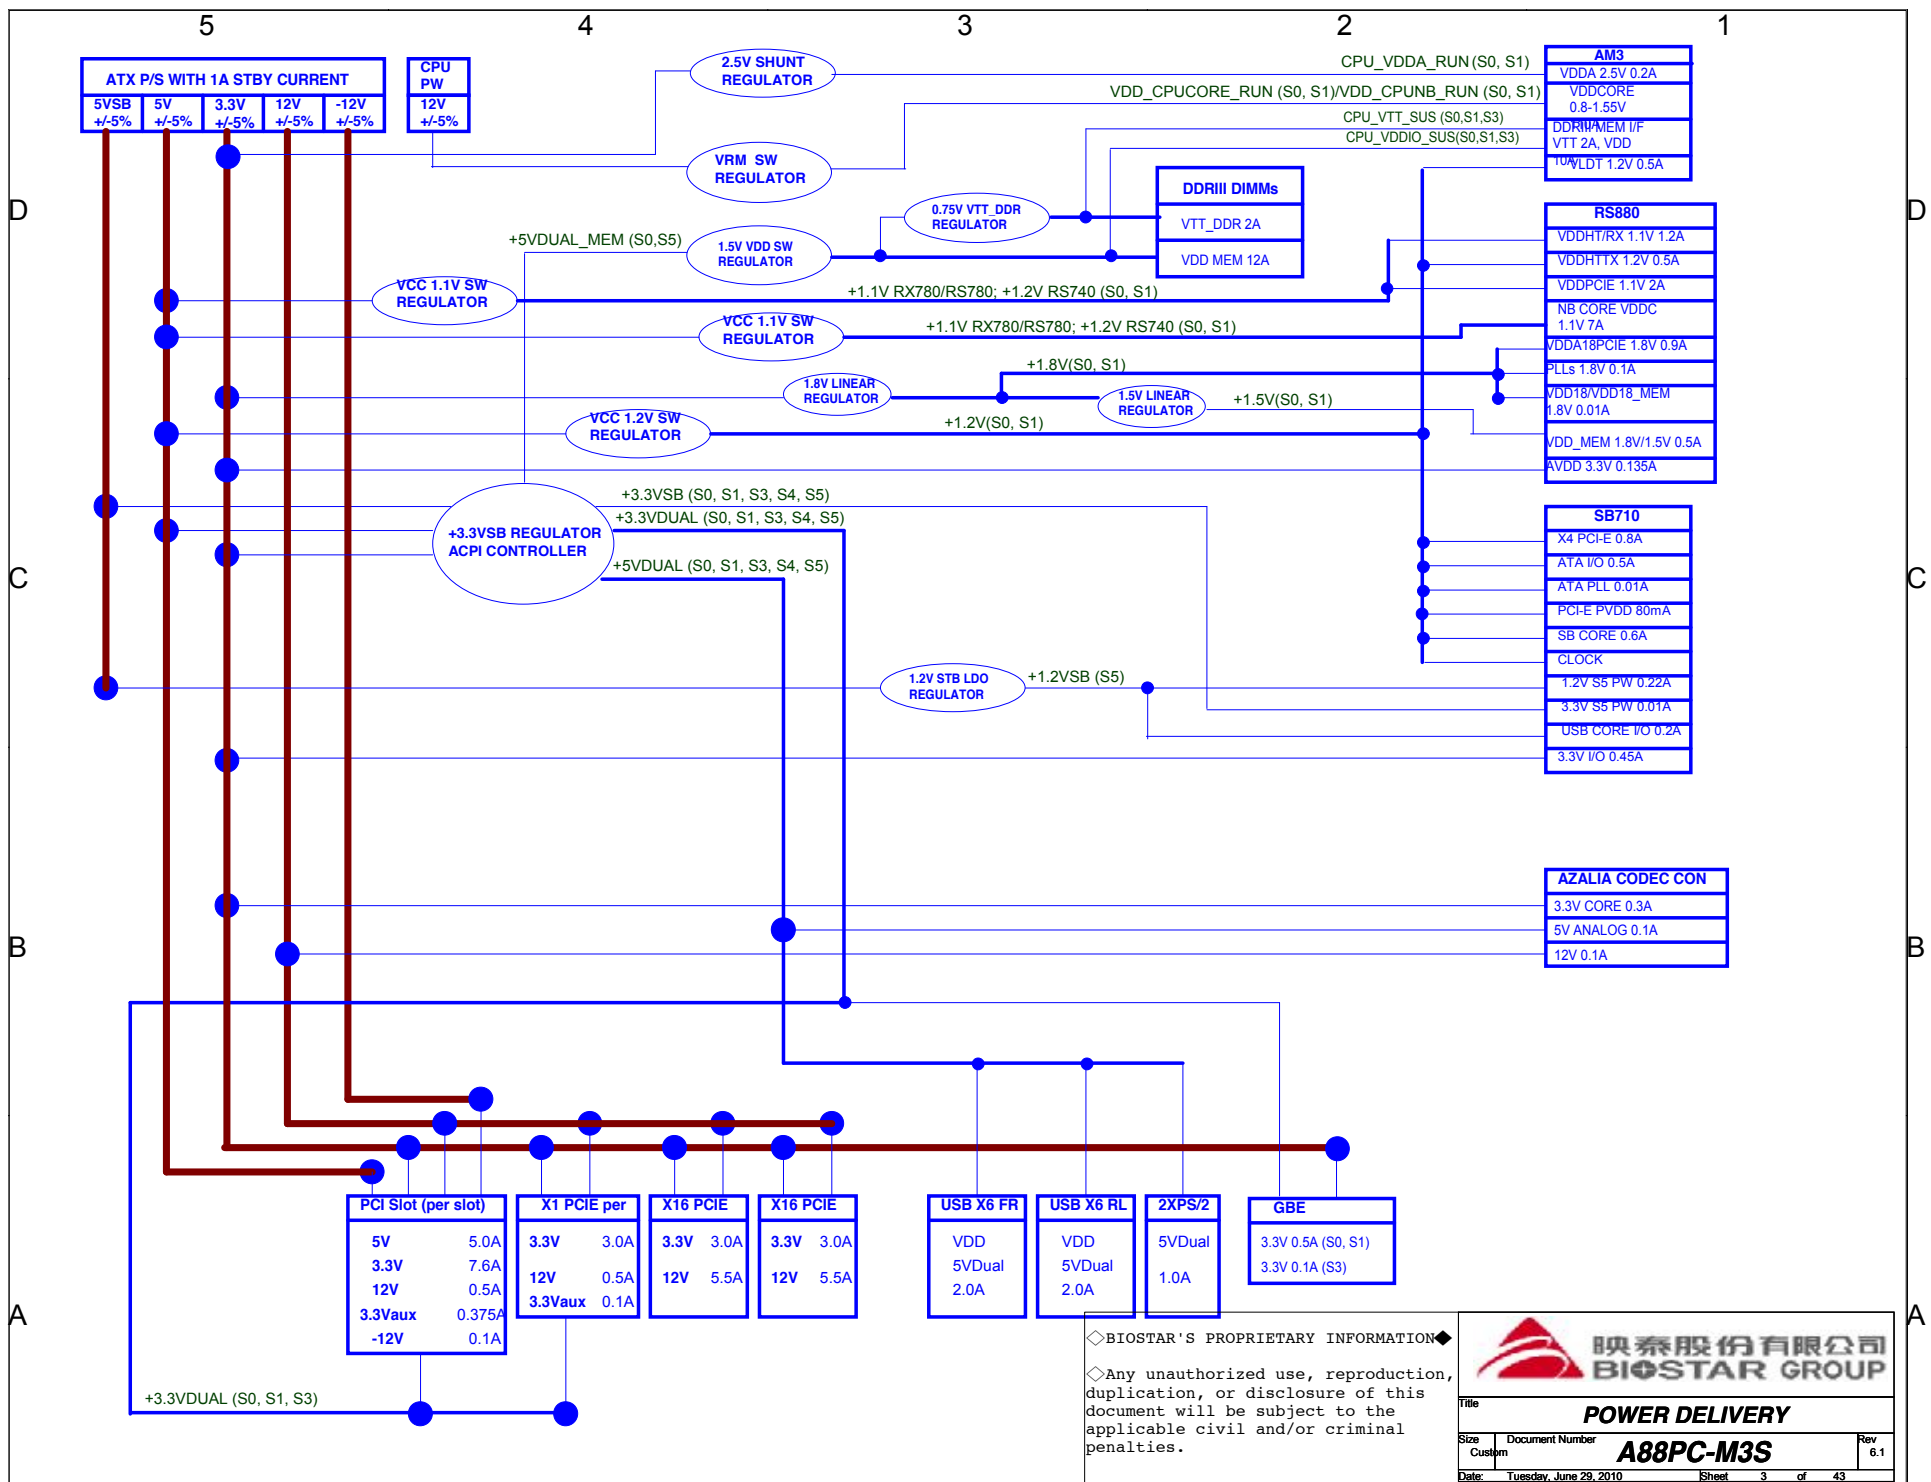 5 4 3 2 1
ATX P/S WITH 1A STBY CURRENT
5VSB
+/-5%
5V
+/-5%
3.3V
+/-5%
12V
+/-5%
-12V
+/-5%
CPU
PW
12V
+/-5%
2.5V SHUNT
REGULATOR
CPU_VDDA_RUN (S0, S1)
VDD_CPUCORE_RUN (S0, S1)/VDD_CPUNB_RUN (S0, S1)
CPU_VTT_SUS (S0,S1,S3)
CPU_VDDIO_SUS(S0,S1,S3)
AM3
VDDA 2.5V 0.2A
VDDCORE
0.8-1.55V
DDRIII MEM I/F
VTT 2A, VDD
10A
VLDT 1.2V 0.5A
VRM SW
REGULATOR
D
D
DDRIII DIMMs
VTT_DDR 2A
VDD MEM 12A
0.75V VTT_DDR
REGULATOR
+5VDUAL_MEM (S0,S5)
1.5V VDD SW
REGULATOR
VCC 1.1V SW
REGULATOR
+1.1V RX780/RS780; +1.2V RS740 (S0, S1)
VCC 1.1V SW
REGULATOR
+1.1V RX780/RS780; +1.2V RS740 (S0, S1)
+1.8V(S0, S1)
1.8V LINEAR
REGULATOR
1.5V LINEAR
REGULATOR
+1.5V(S0, S1)
VCC 1.2V SW
REGULATOR
+1.2V(S0, S1)
RS880
VDDHT/RX 1.1V 1.2A
VDDHTTX 1.2V 0.5A
VDDPCIE 1.1V 2A
NB CORE VDDC
1.1V 7A
VDDA18PCIE 1.8V 0.9A
PLLs 1.8V 0.1A
VDD18/VDD18_MEM
1.8V 0.01A
VDD_MEM 1.8V/1.5V 0.5A
AVDD 3.3V 0.135A
+3.3VSB (S0, S1, S3, S4, S5)
+3.3VDUAL (S0, S1, S3, S4, S5)
+3.3VSB REGULATOR
ACPI CONTROLLER
+5VDUAL (S0, S1, S3, S4, S5)
C
C
SB710
X4 PCI-E 0.8A
ATA I/O 0.5A
ATA PLL 0.01A
PCI-E PVDD 80mA
SB CORE 0.6A
CLOCK
1.2V S5 PW 0.22A
3.3V S5 PW 0.01A
USB CORE I/O 0.2A
3.3V I/O 0.45A
1.2V STB LDO
REGULATOR
+1.2VSB (S5)
AZALIA CODEC CON
3.3V CORE 0.3A
5V ANALOG 0.1A
12V 0.1A
B
B
PCI Slot (per slot)
5V 5.0A
3.3V 7.6A
12V 0.5A
3.3Vaux 0.375A
-12V 0.1A
X1 PCIE per
3.3V 3.0A
12V 0.5A
3.3Vaux 0.1A
X16 PCIE
3.3V 3.0A
12V 5.5A
X16 PCIE
3.3V 3.0A
12V 5.5A
USB X6 FR
VDD
5VDual
2.0A
USB X6 RL
VDD
5VDual
2.0A
2XPS/2
5VDual
1.0A
GBE
3.3V 0.5A (S0, S1)
3.3V 0.1A (S3)
A
A
+3.3VDUAL (S0, S1, S3)
◇BIOSTAR'S PROPRIETARY INFORMATION◆
◇Any unauthorized use, reproduction,
duplication, or disclosure of this
document will be subject to the
applicable civil and/or criminal
penalties.
映泰股份有限公司
BIOSTAR GROUP
Title
POWER DELIVERY
Size
Custom
Document Number
A88PC-M3S
Rev
6.1
Date: Tuesday, June 29, 2010 Sheet 3 of 43